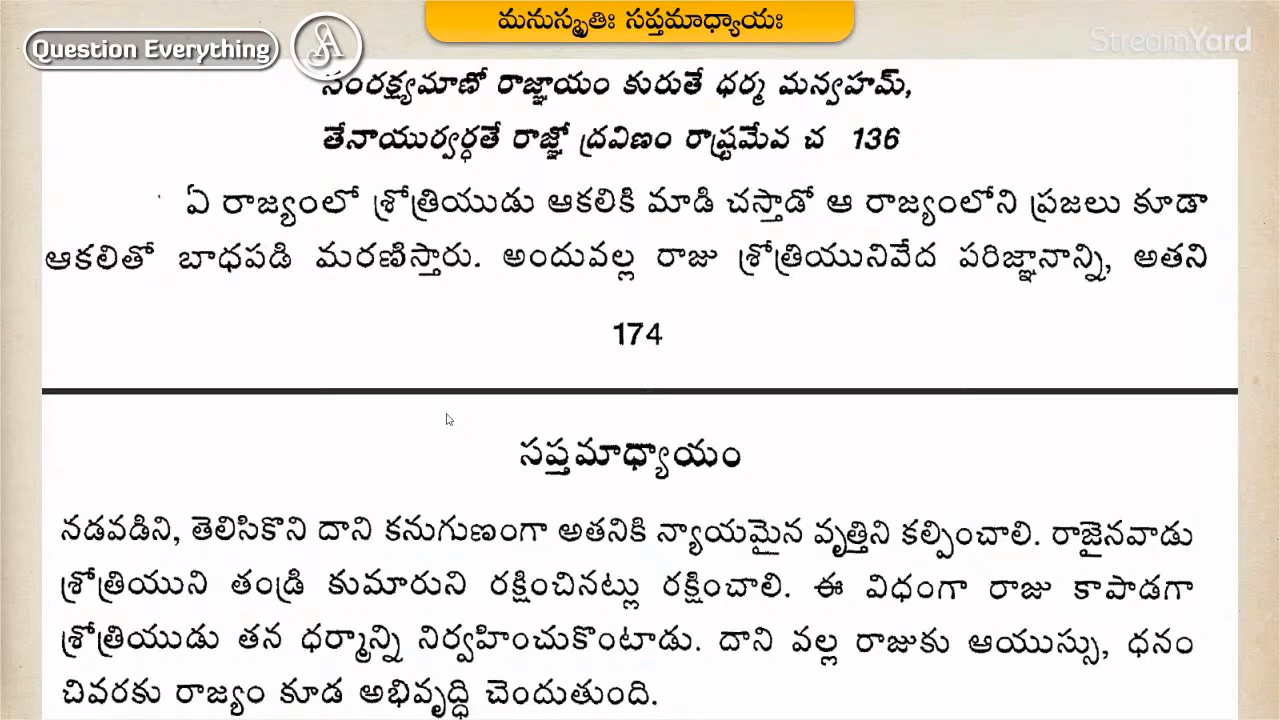 మనుస్మృతిః సప్తమాధ్యాయః
Question Everything
StreamYard
సంరక్ష్యమాణో రాజ్ఞాయం కురుతే ధర్మ మన్వహమ్,
తేనాయుర్వర్ధతే రాజ్ఞో ద్రవిణం రాష్ట్రమేవ చ 136
ఏ రాజ్యంలో శ్రోత్రియుడు ఆకలికి మాడి చస్తాడో ఆ రాజ్యంలోని ప్రజలు కూడా
ఆకలితో బాధపడి మరణిస్తారు. అందువల్ల రాజు శ్రోత్రియునివేద పరిజ్ఞానాన్ని, అతని
174
సప్తమాధ్యాయం
నడవడిని, తెలిసికొని దాని కనుగుణంగా అతనికి న్యాయమైన వృత్తిని కల్పించాలి. రాజైనవాడు
శ్రోత్రియుని తండ్రి కుమారుని రక్షించినట్లు రక్షించాలి. ఈ విధంగా రాజు కాపాడగా
శ్రోత్రియుడు తన ధర్మాన్ని నిర్వహించుకొంటాడు. దాని వల్ల రాజుకు ఆయుస్సు, ధనం
చివరకు రాజ్యం కూడ అభివృద్ధి చెందుతుంది.